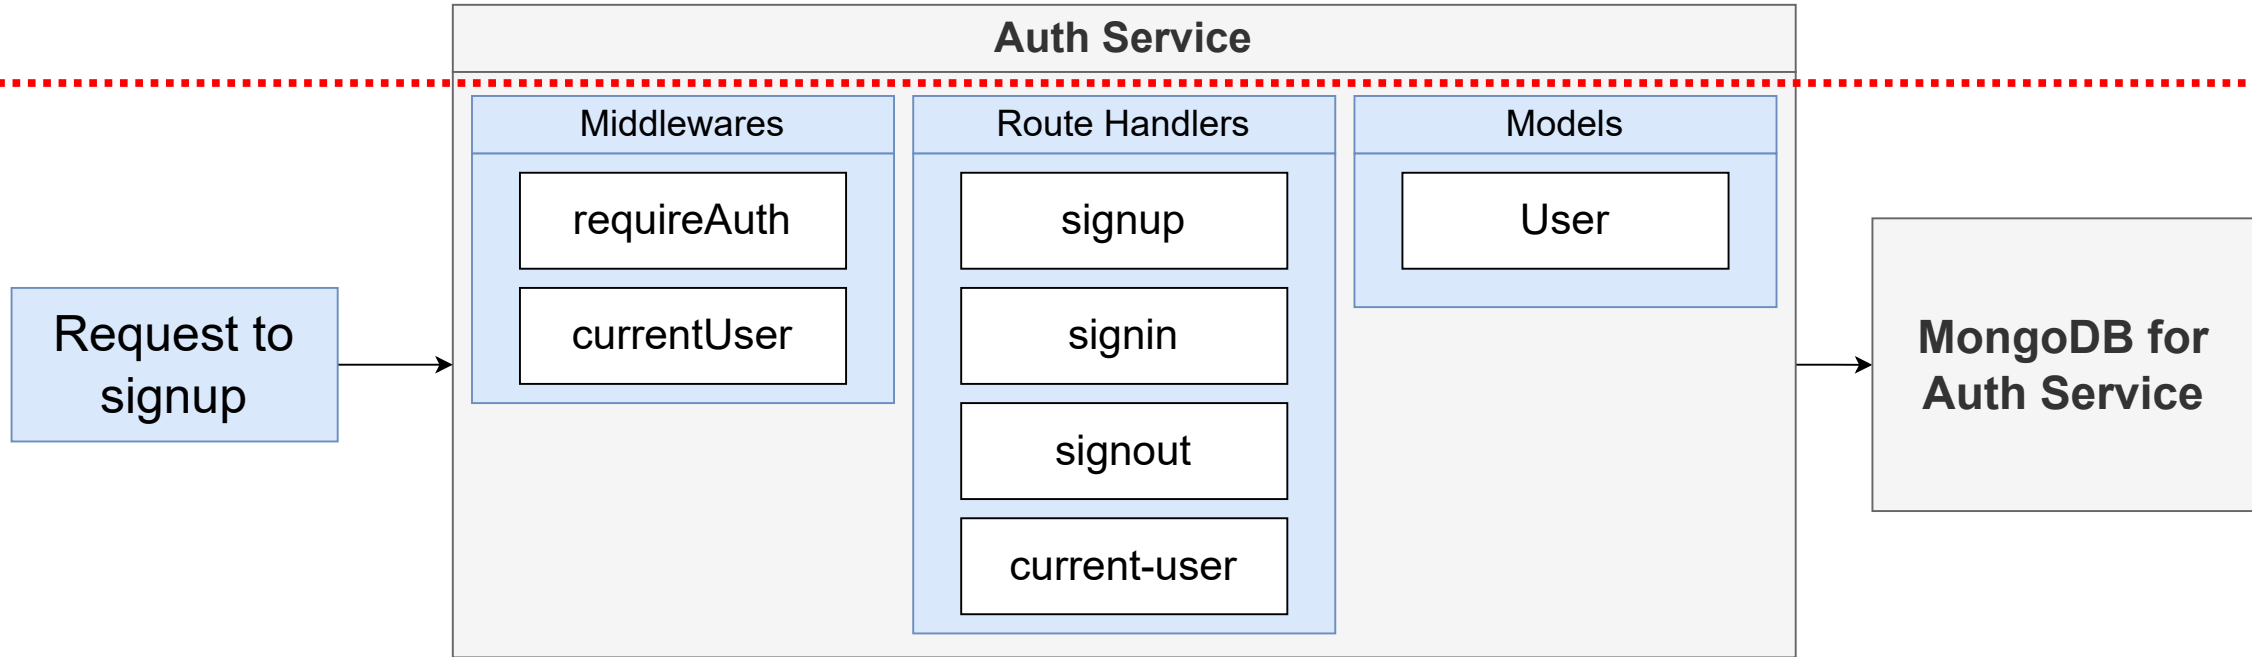 Auth Service
Middlewares
requireAuth
currentUser
Route Handlers
signup
signin
signout
current-user
Models
User
Request to
signup
MongoDB for
Auth Service